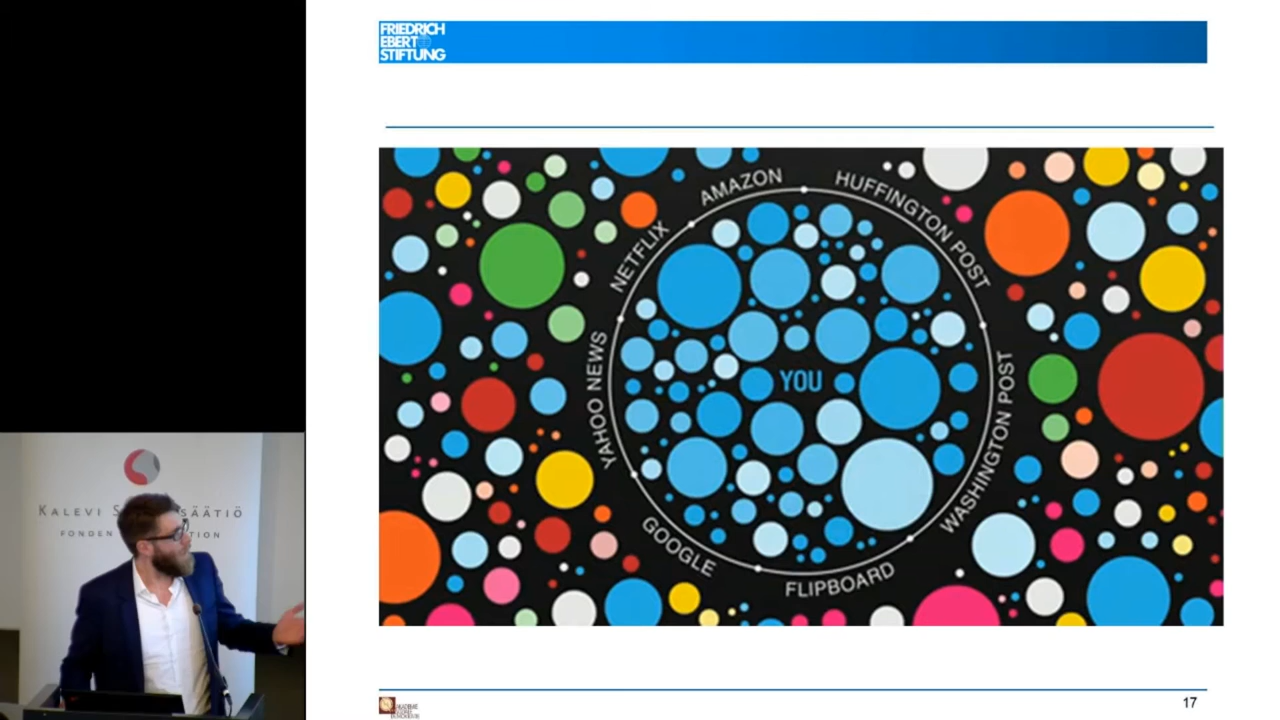 FRIEDRICH
EBERT
STIFTUNG
AMAZON
HUFFINGTON POST
NETFLIX
YAHOO NEWS
YOU
WASHINGTON POST
GOOGLE
FLIPBOARD
KALEVI S SÄÄTIÖ
FONDEN TION
17